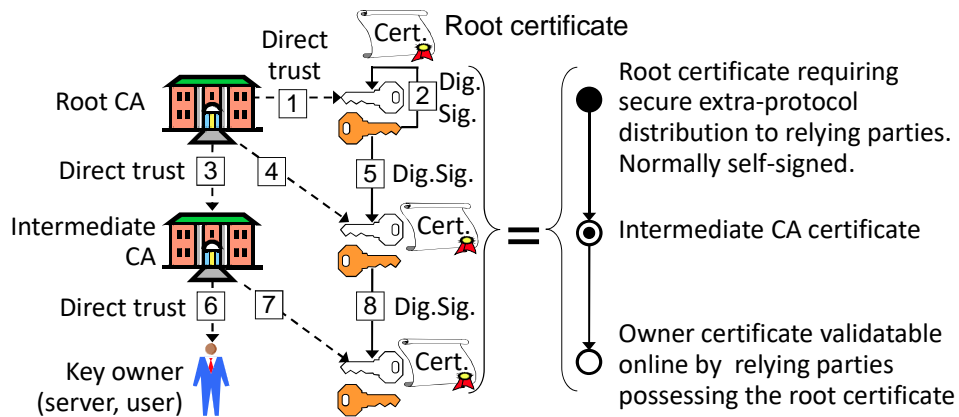 Cert.
Root certificate
Direct
trust
Root CA
1
2
Dig.
Sig.
Direct trust
3
4
5
Dig.Sig.
Intermediate
CA
Cert.
Direct trust
6
7
8
Dig.Sig.
Key owner
(server, user)
Cert.
=
Root certificate requiring
secure extra-protocol
distribution to relying parties.
Normally self-signed.
Intermediate CA certificate
Owner certificate validatable
online by relying parties
possessing the root certificate